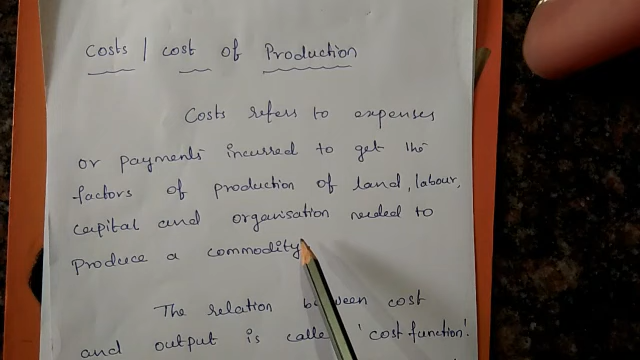 Costs | cost of Production
Costs refers to expenses
or payments incurred to get the
factors of production of land, labour,
capital and organisation needed to
produce a commodity
The relation between cost
and output is called 'cost function'.